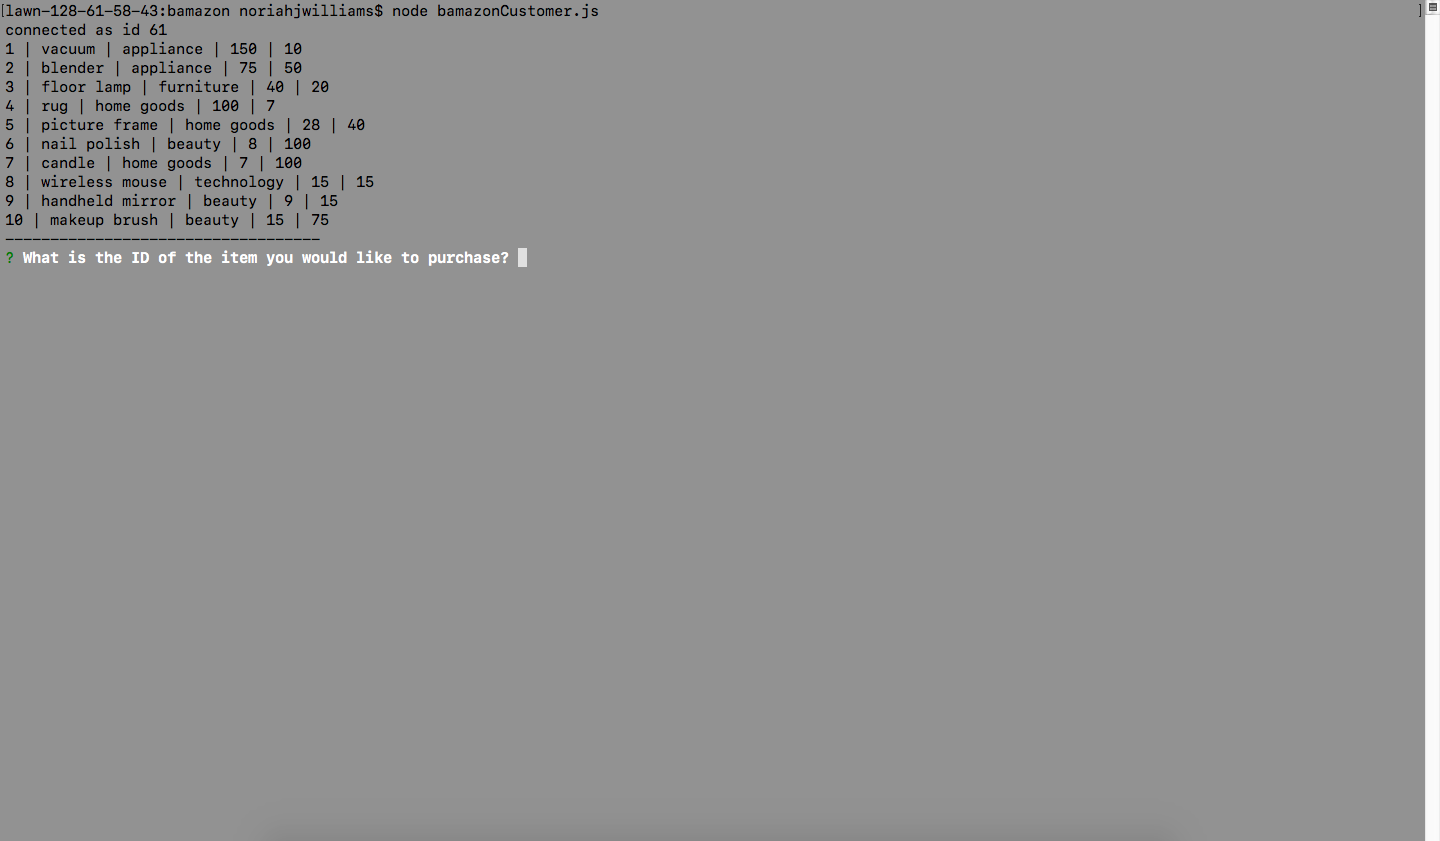 [lawn-128-61-58-43:bamazon noriahjwilliams$ node bamazonCustomer.js ]
connected as id 61
1 | vacuum | appliance | 150 | 10
2 | blender | appliance | 75 | 50
3 | floor lamp | furniture | 40 | 20
4 | rug | home goods | 100 | 7
5 | picture frame | home goods | 28 | 40
6 | nail polish | beauty | 8 | 100
7 | candle | home goods | 7 | 100
8 | wireless mouse | technology | 15 | 15
9 | handheld mirror | beauty | 9 | 15
10 | makeup brush | beauty | 15 | 75
-----------------------------------
? What is the ID of the item you would like to purchase?